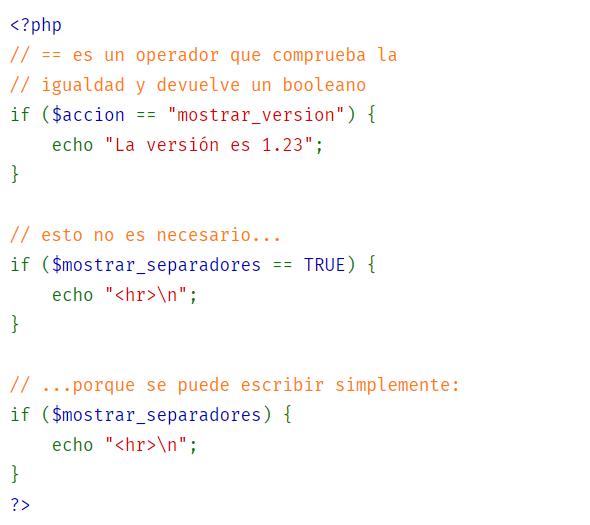 <?php
// == es un operador que comprueba la
// igualdad y devuelve un booleano
if ($accion == "mostrar_version") {
    echo "La versión es 1.23";
}

// esto no es necesario...
if ($mostrar_separadores == TRUE) {
    echo "<hr>\n";
}

// ...porque se puede escribir simplemente:
if ($mostrar_separadores) {
    echo "<hr>\n";
}
?>